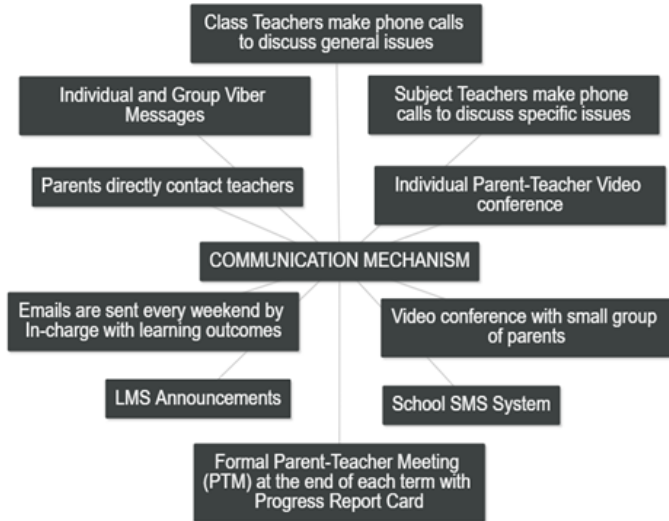 Class Teachers make phone calls
to discuss general issues
Individual and Group Viber
Messages
Subject Teachers make phone
calls to discuss specific issues
Parents directly contact teachers
Individual Parent-Teacher Video
conference
COMMUNICATION MECHANISM
Emails are sent every weekend by
In-charge with learning outcomes
Video conference with small group
of parents
LMS Announcements
School SMS System
Formal Parent-Teacher Meeting
(PTM) at the end of each term with
Progress Report Card